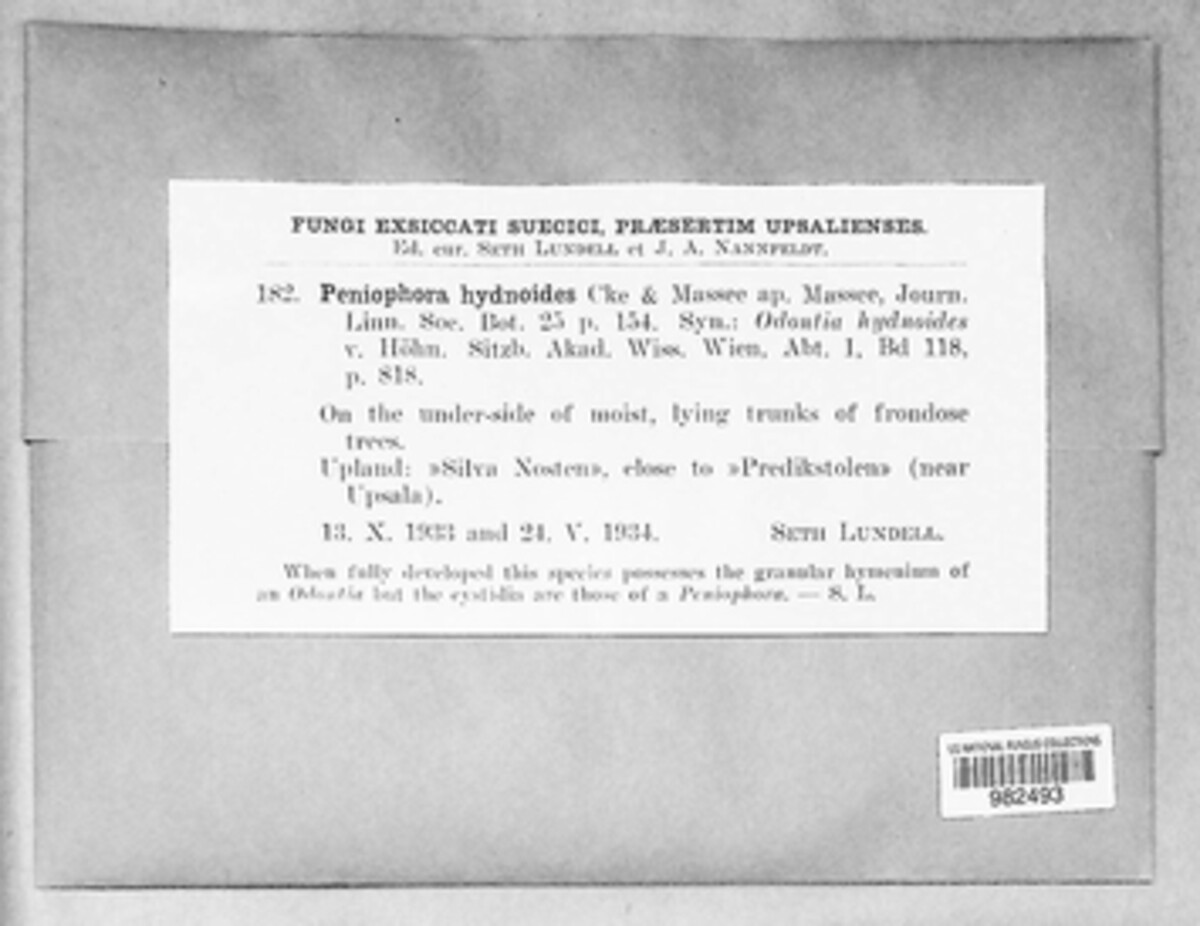 FUNGI EXSICCATI SUECICI, PRÆSERTIM UPSALIENSES.
Ed. cur. SETH LUNDELL et J. A. NANNFELDT.
182. Peniophora hydnoides Cke & Massee ap. Massee, Journ.
Linn. Soc. Bot. 25 p. 154. Syn.: Odontia hydnoides
v. Höhn. Sitzb. Akad. Wiss. Wien, Abt. 1, Bd 118,
p. 818.
On the under-side of moist, lying trunks of frondose
trees.
Upland: »Silva Nosten», close to »Predikstolen» (near
Upsala).
13. X. 1933 and 24. V. 1934. SETH LUNDELL.
When fully developed this species possesses the granular hymenium of
an Odontia but the cystidia are those of a Peniophora. — S. L.
US NATIONAL FUNGUS COLLECTIONS
982493